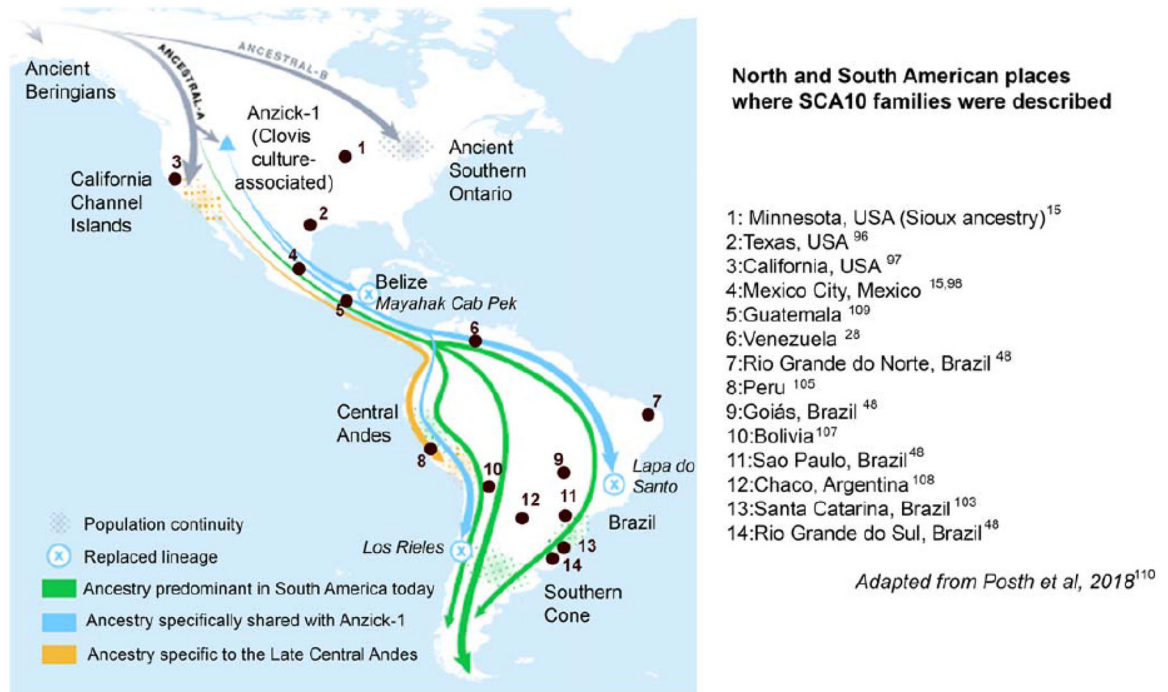 ANCESTRAL-B
ANCESTRAL-A
Ancient
Beringians
Anzick-1
(Clovis
culture-
associated)
1
Ancient
Southern
Ontario
3
California
Channel
Islands
2
4
Belize
Mayahak Cab Pek
5
6
7
Central
Andes
8
9
10
Lapa do
Santo
12
11
Brazil
Population continuity
Los Rieles
13
14
Replaced lineage
Southern
Cone
Ancestry predominant in South America today
Ancestry specifically shared with Anzick-1
Ancestry specific to the Late Central Andes
North and South American places
where SCA10 families were described
1: Minnesota, USA (Sioux ancestry)15
2:Texas, USA 96
3:California, USA 97
4:Mexico City, Mexico 15,98
5:Guatemala 109
6:Venezuela 28
7:Rio Grande do Norte, Brazil 48
8:Peru 105
9:Goiás, Brazil 48
10:Bolivia107
11:Sao Paulo, Brazil48
12:Chaco, Argentina 108
13:Santa Catarina, Brazil 103
14:Rio Grande do Sul, Brazil48
Adapted from Posth et al, 2018110